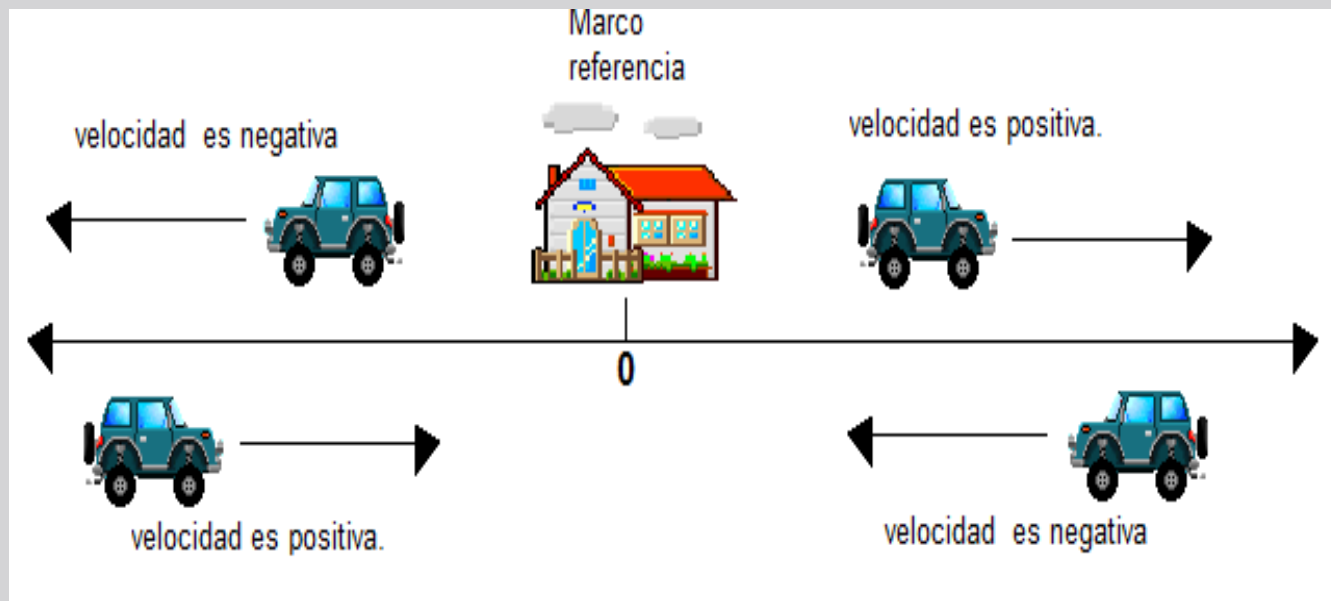 Marco
referencia
velocidad es negativa
velocidad es positiva.
0
velocidad es positiva.
velocidad es negativa